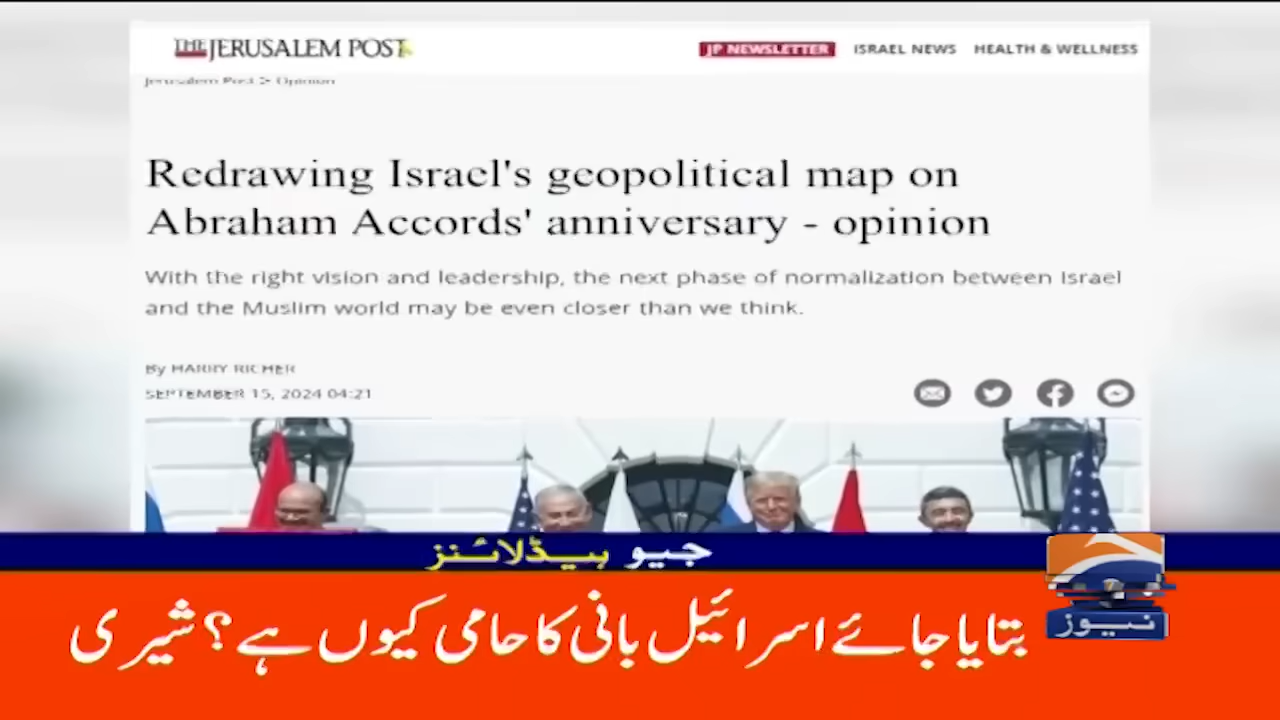 THE JERUSALEM POST
JP NEWSLETTER ISRAEL NEWS HEALTH & WELLNESS
Jerusalem Post > Opinion
Redrawing Israel's geopolitical map on
Abraham Accords' anniversary - opinion
With the right vision and leadership, the next phase of normalization between Israel
and the Muslim world may be even closer than we think.
By HARRY RICHER
SEPTEMBER 15, 2024 04:21
جیو ہیڈلائنز
بتایا جائے اسرائیل بانی کا حامی کیوں ہے؟ شیری
نیوز